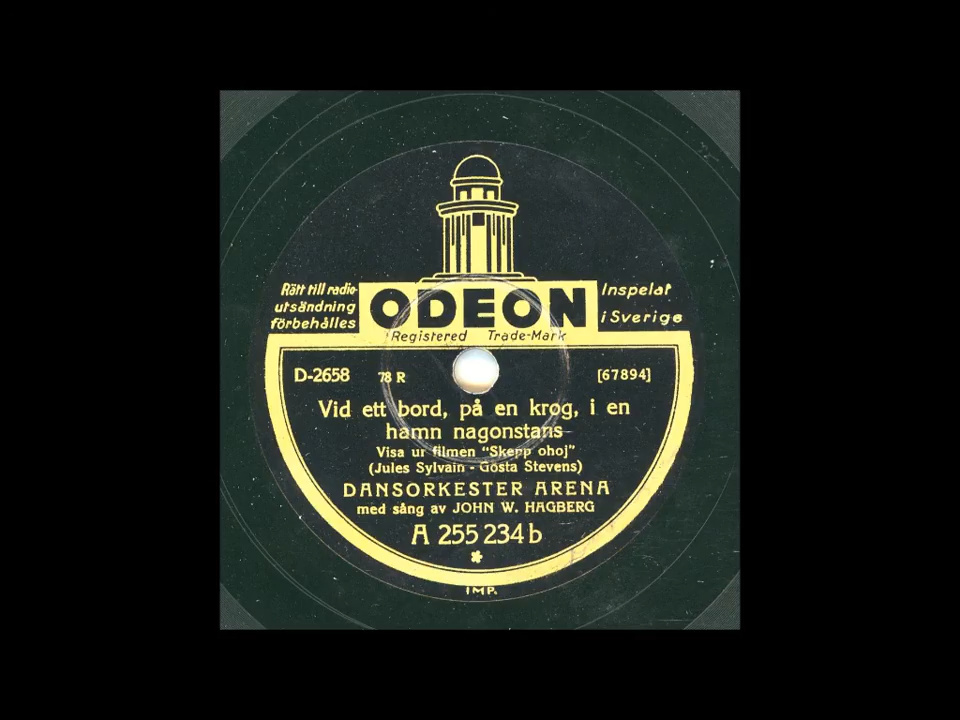 Rätt till radio-
utsändning
förbehålles
ODEON
Inspelat
i Sverige
Registered Trade-Mark
D-2658 78 R [67894]
Vid ett bord, på en krog, i en
hamn nagonstans
Visa ur filmen "Skepp ohoj"
(Jules Sylvain - Gösta Stevens)
DANSORKESTER ARENA
med sång av JOHN W. HAGBERG
A 255 234 b
IMP.